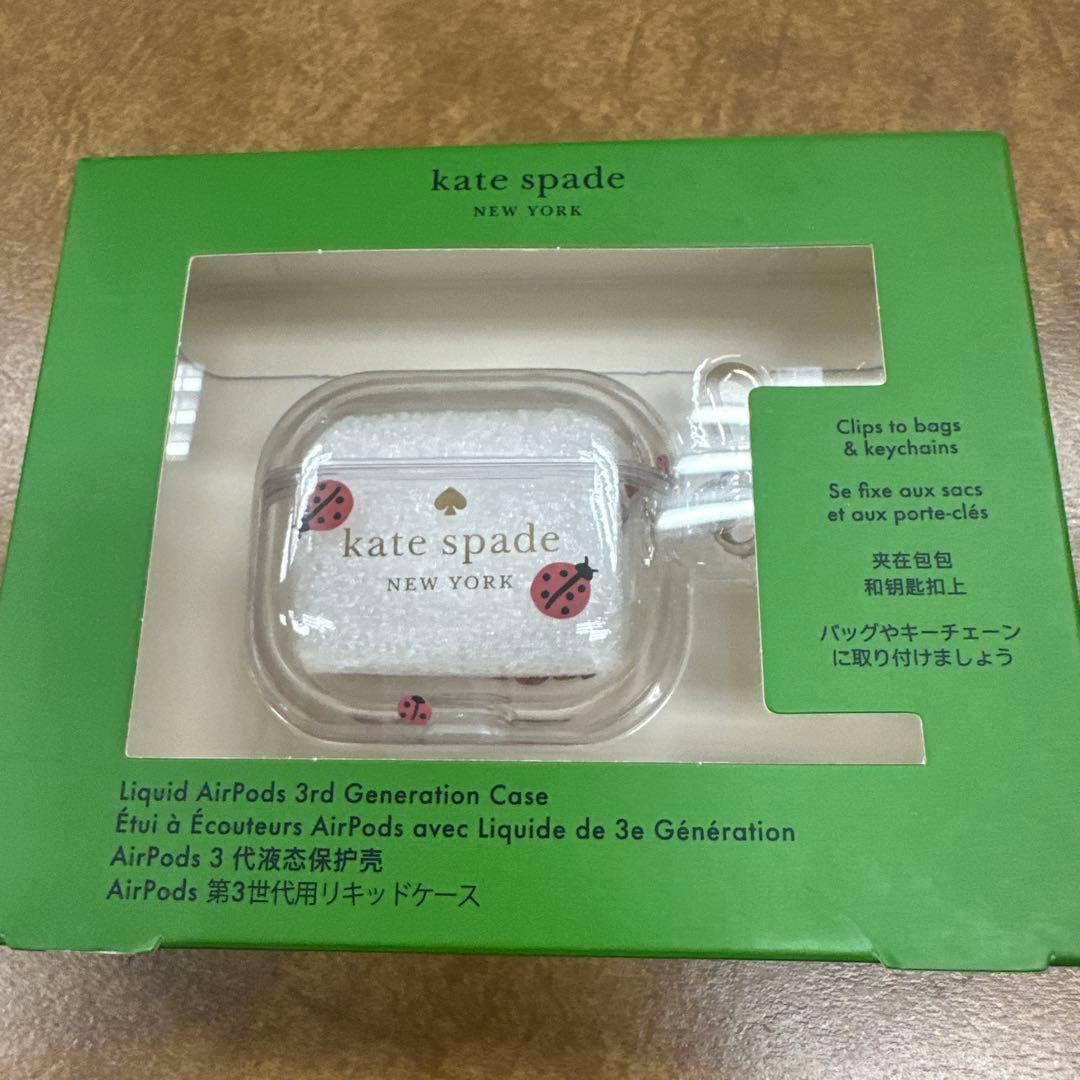 kate spade
NEW YORK
kate spade
NEW YORK
Clips to bags
& keychains
Se fixe aux sacs
et aux porte-clés
夹在包包
和钥匙扣上
バッグやキーチェーン
に取り付けましょう
Liquid AirPods 3rd Generation Case
Étui à Écouteurs AirPods avec Liquide de 3e Génération
AirPods 3 代液态保护壳
AirPods 第3世代用リキッドケース